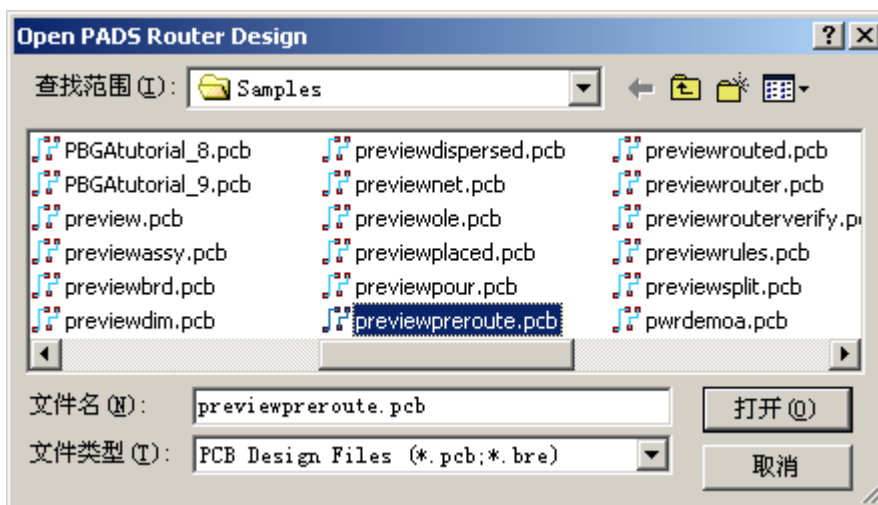 Open PADS Router Design
查找范围(I): Samples
PBGAtutorial_8.pcb previewdispersed.pcb previewrouted.pcb
PBGAtutorial_9.pcb previewnet.pcb previewrouter.pcb
preview.pcb previewole.pcb previewrouterverify.p
previewassy.pcb previewplaced.pcb previewrules.pcb
previewbrd.pcb previewpour.pcb previewsplit.pcb
previewdim.pcb previewpreroute.pcb pwrdemoa.pcb
文件名(N): previewpreroute.pcb 打开(O)
文件类型(T): PCB Design Files (*.pcb;*.bre) 取消